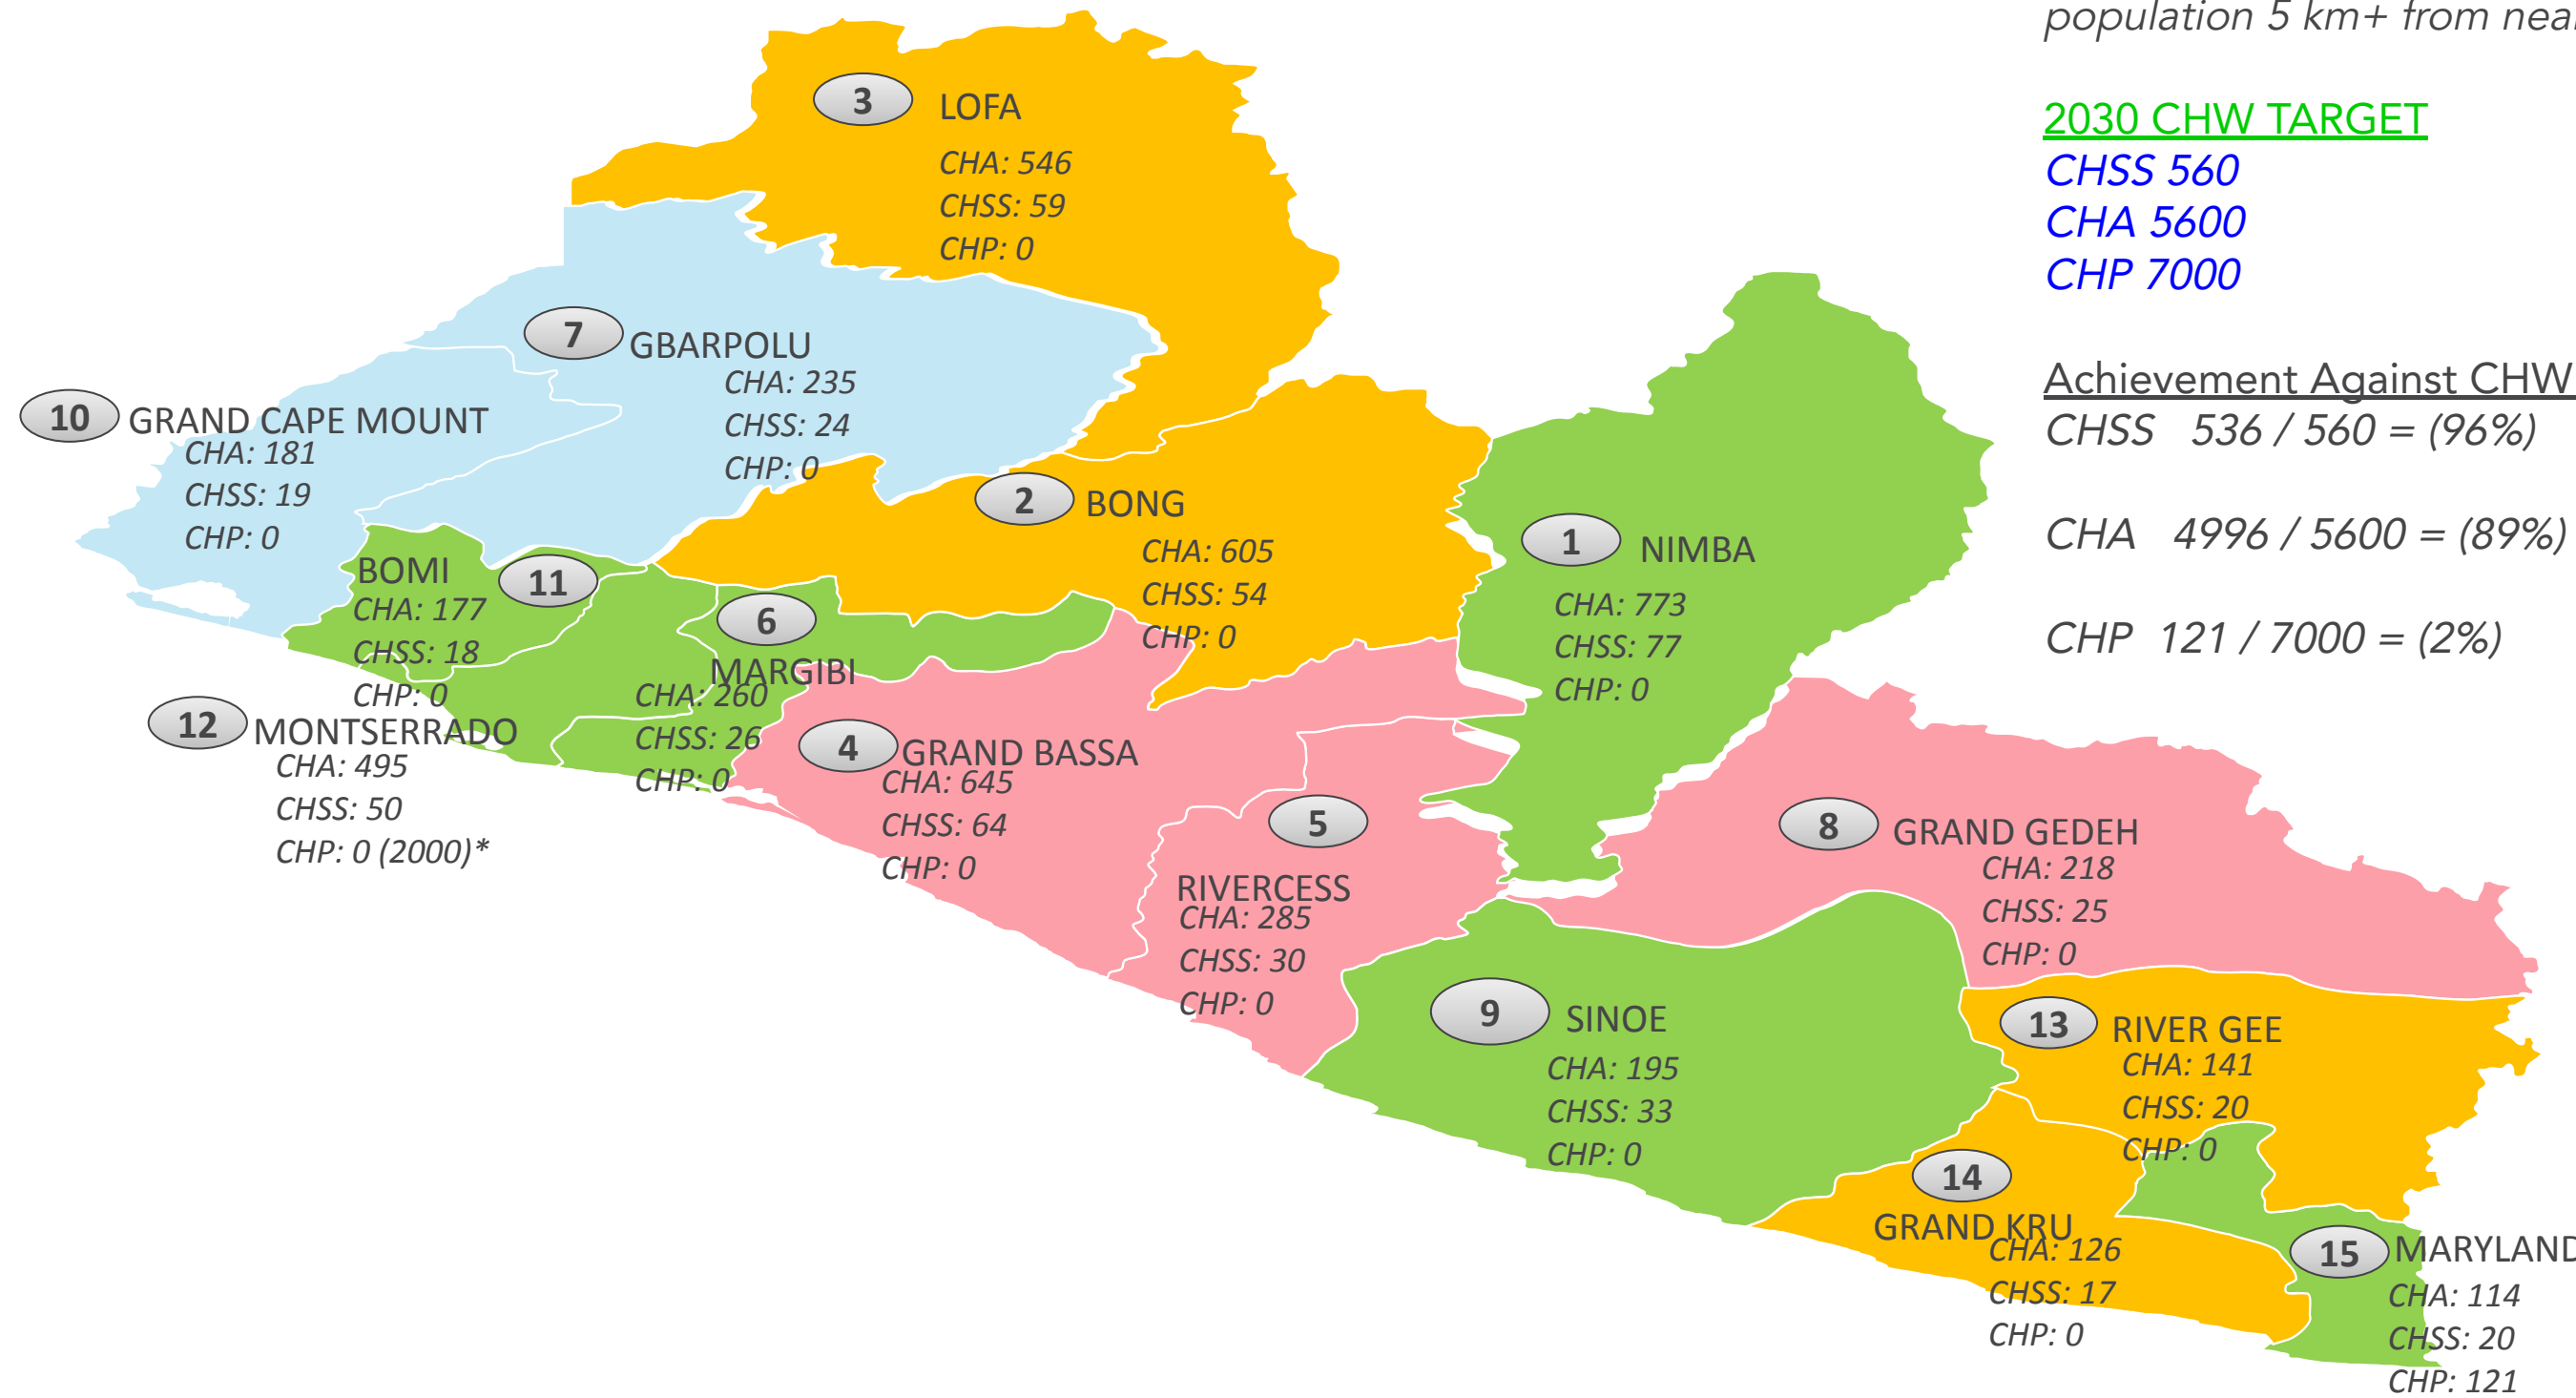 population 5 km+ from
2030 CHW TARGET
CHSS 560
CHA 5600
CHP 7000
Achievement Against CHW
CHSS 536 / 560 = (96%)
CHA 4996 / 5600 = (89%)
CHP 121 / 7000 = (2%)
3 LOFA
CHA: 546
CHSS: 59
CHP: 0
7 GBARPOLU
CHA: 235
CHSS: 24
CHP: 0
10 GRAND CAPE MOUNT
CHA: 181
CHSS: 19
CHP: 0
2 BONG
CHA: 605
CHSS: 54
CHP: 0
1 NIMBA
CHA: 773
CHSS: 77
CHP: 0
BOMI 11
CHA: 177
CHSS: 18
CHP: 0
6
MARGIBI
CHA: 260
CHSS: 26
CHP: 0
12 MONTSERRADO
CHA: 495
CHSS: 50
CHP: 0 (2000)*
4 GRAND BASSA
CHA: 645
CHSS: 64
CHP: 0
5
RIVERCESS
CHA: 285
CHSS: 30
CHP: 0
8 GRAND GEDEH
CHA: 218
CHSS: 25
CHP: 0
9 SINOE
CHA: 195
CHSS: 33
CHP: 0
13 RIVER GEE
CHA: 141
CHSS: 20
CHP: 0
14
GRAND KRU
CHA: 126
CHSS: 17
CHP: 0
15 MARYLAND
CHA: 114
CHSS: 20
CHP: 121